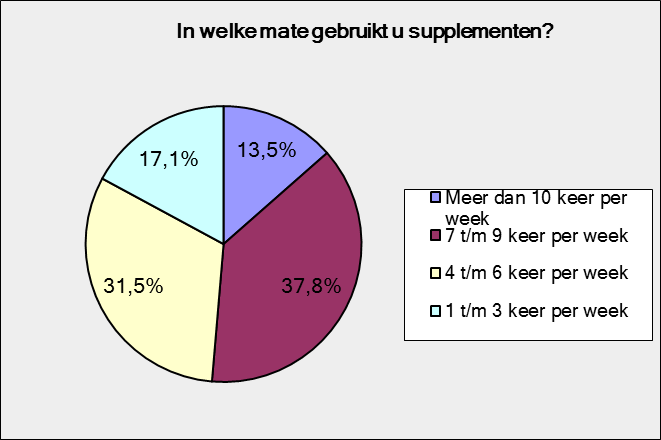 In welke mate gebruikt u supplementen?
13,5%
17,1%
31,5%
37,8%
Meer dan 10 keer per
week
7 t/m 9 keer per week
4 t/m 6 keer per week
1 t/m 3 keer per week